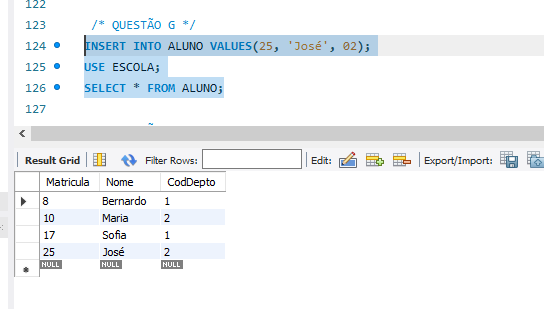 122
123 /* QUESTÃO G */
124 INSERT INTO ALUNO VALUES(25, 'José', 02);
125 USE ESCOLA;
126 SELECT * FROM ALUNO;
127
Result Grid Filter Rows: Edit: Export/Import:
Matricula Nome CodDepto
8 Bernardo 1
10 Maria 2
17 Sofia 1
25 José 2
NULL NULL NULL